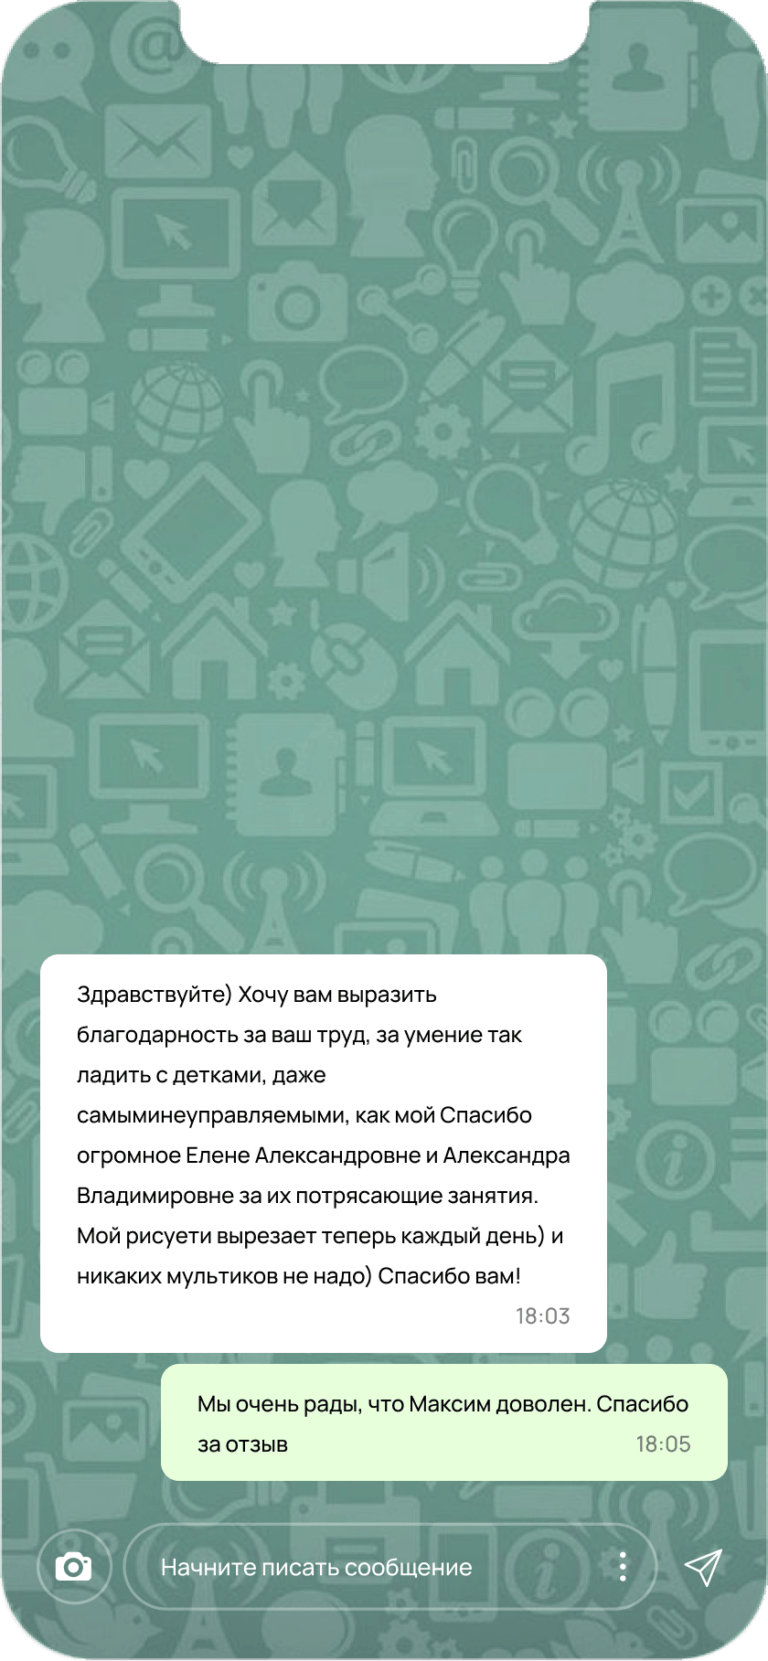 Здравствуйте) Хочу вам выразить
благодарность за ваш труд, за умение так
ладить с детками, даже
самыминеуправляемыми, как мой Спасибо
огромное Елене Александровне и Александра
Владимировне за их потрясающие занятия.
Мой рисуети вырезает теперь каждый день) и
никаких мультиков не надо) Спасибо вам!
18:03
Мы очень рады, что Максим доволен. Спасибо
за отзыв 18:05
Начните писать сообщение